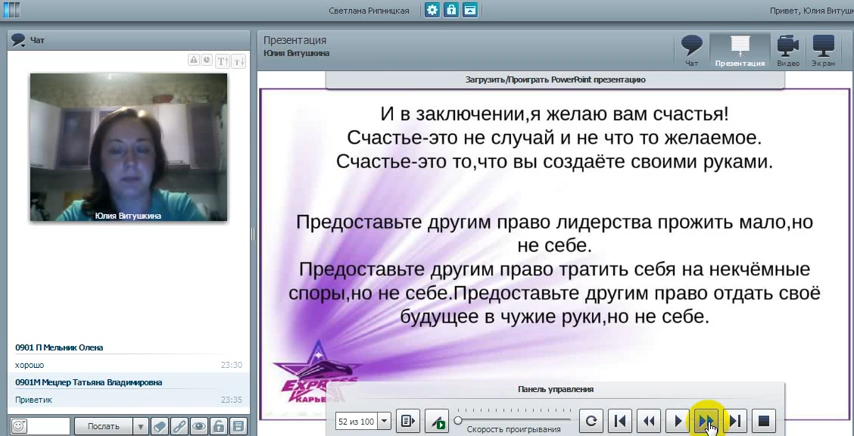 Светлана Рипницкая
Привет, Юлия Витушк
Чат
Презентация
Юлия Витушкина
Чат
Презентация
Видео
Экран
Загрузить/Проиграть PowerPoint презентацию
Юлия Витушкина
И в заключении,я желаю вам счастья!
Счастье-это не случай и не что то желаемое.
Счастье-это то,что вы создаёте своими руками.
Предоставьте другим право лидерства прожить мало,но
не себе.
Предоставьте другим право тратить себя на некчёмные
споры,но не себе.Предоставьте другим право отдать своё
будущее в чужие руки,но не себе.
EXPRESS
КАРЬЕ
0901 П Мельник Олена
хорошо 23:30
0901М Мецлер Татьяна Владимировна
Приветик 23:35
Послать
Панель управления
52 из 100
Скорость проигрывания